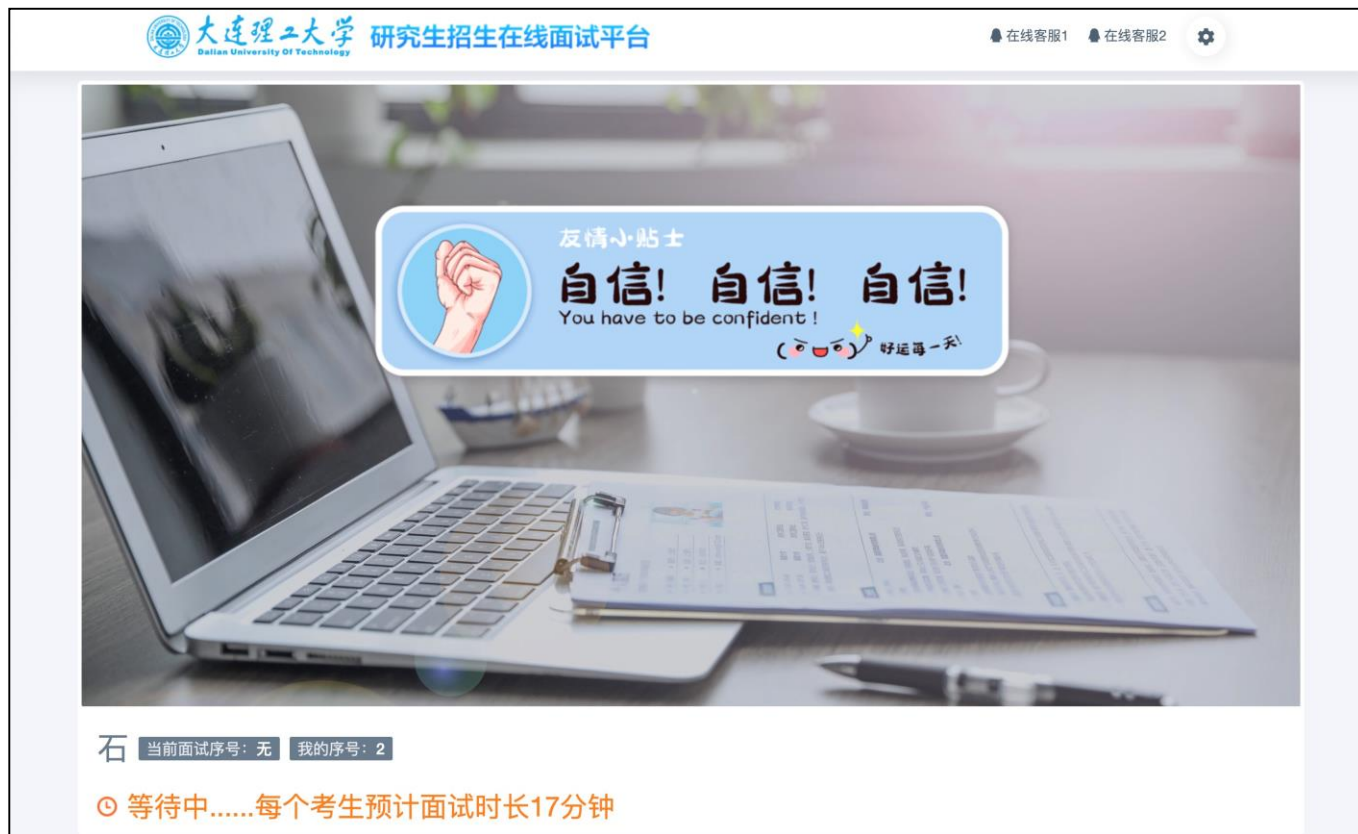 大连理工大学
Dalian University Of Technology
研究生招生在线面试平台
在线客服1 在线客服2
友情小贴士
自信! 自信! 自信!
You have to be confident !
好运每一天!
石 当前面试序号：无 我的序号：2
等待中......每个考生预计面试时长17分钟